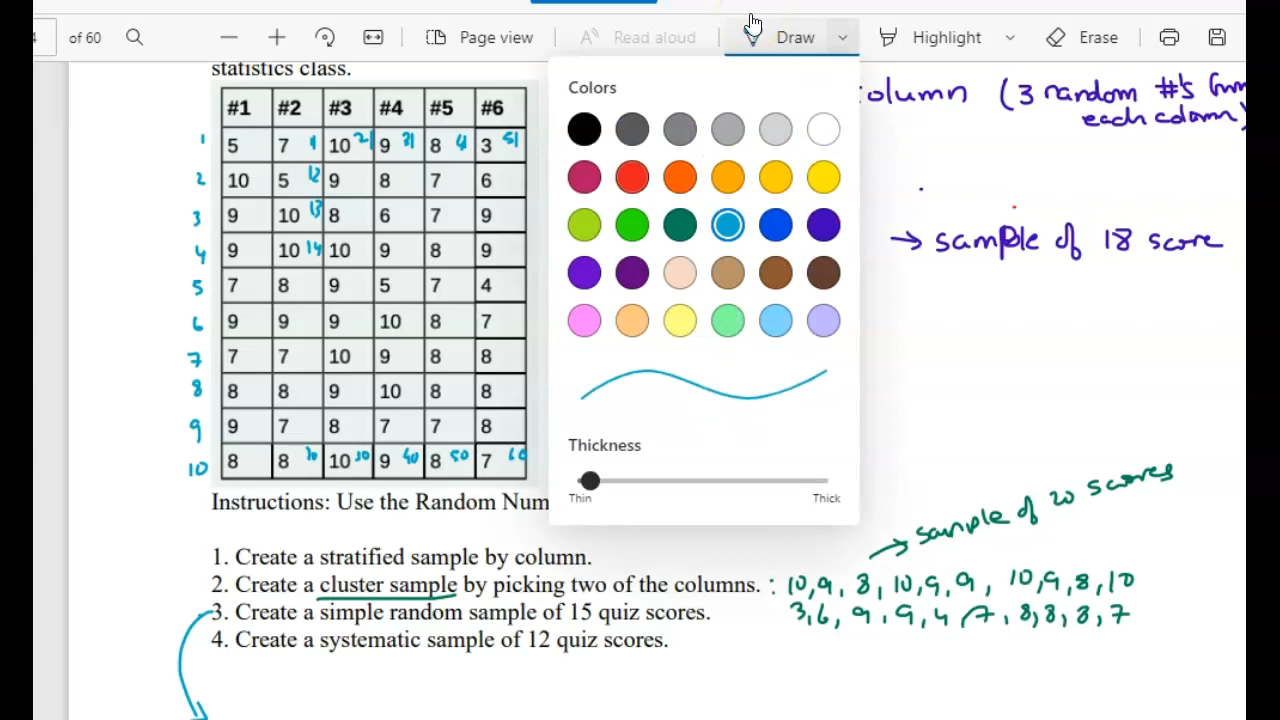 4 of 60 Page view Read aloud Draw Highlight Erase
statistics class.
Colors
Thickness
Thin Thick
column (3 random #'s from
each column)
→ sample of 18 score
#1 #2 #3 #4 #5 #6
1 5 7 10 21 9 31 8 41 3 51
2 10 5 12 9 8 7 6
3 9 10 13 8 6 7 9
4 9 10 14 10 9 8 9
5 7 8 9 5 7 4
6 9 9 9 10 8 7
7 7 7 10 9 8 8
8 8 8 9 10 8 8
9 9 7 8 7 7 8
10 8 8 10 9 40 8 50 7 60
Instructions: Use the Random Num
→ sample of 20 scores
1. Create a stratified sample by column.
2. Create a cluster sample by picking two of the columns. : 10, 9, 8, 10, 9, 9, 10, 9, 8, 10
3. Create a simple random sample of 15 quiz scores. 3, 6, 9, 9, 4, 7, 8, 8, 8, 7
4. Create a systematic sample of 12 quiz scores.